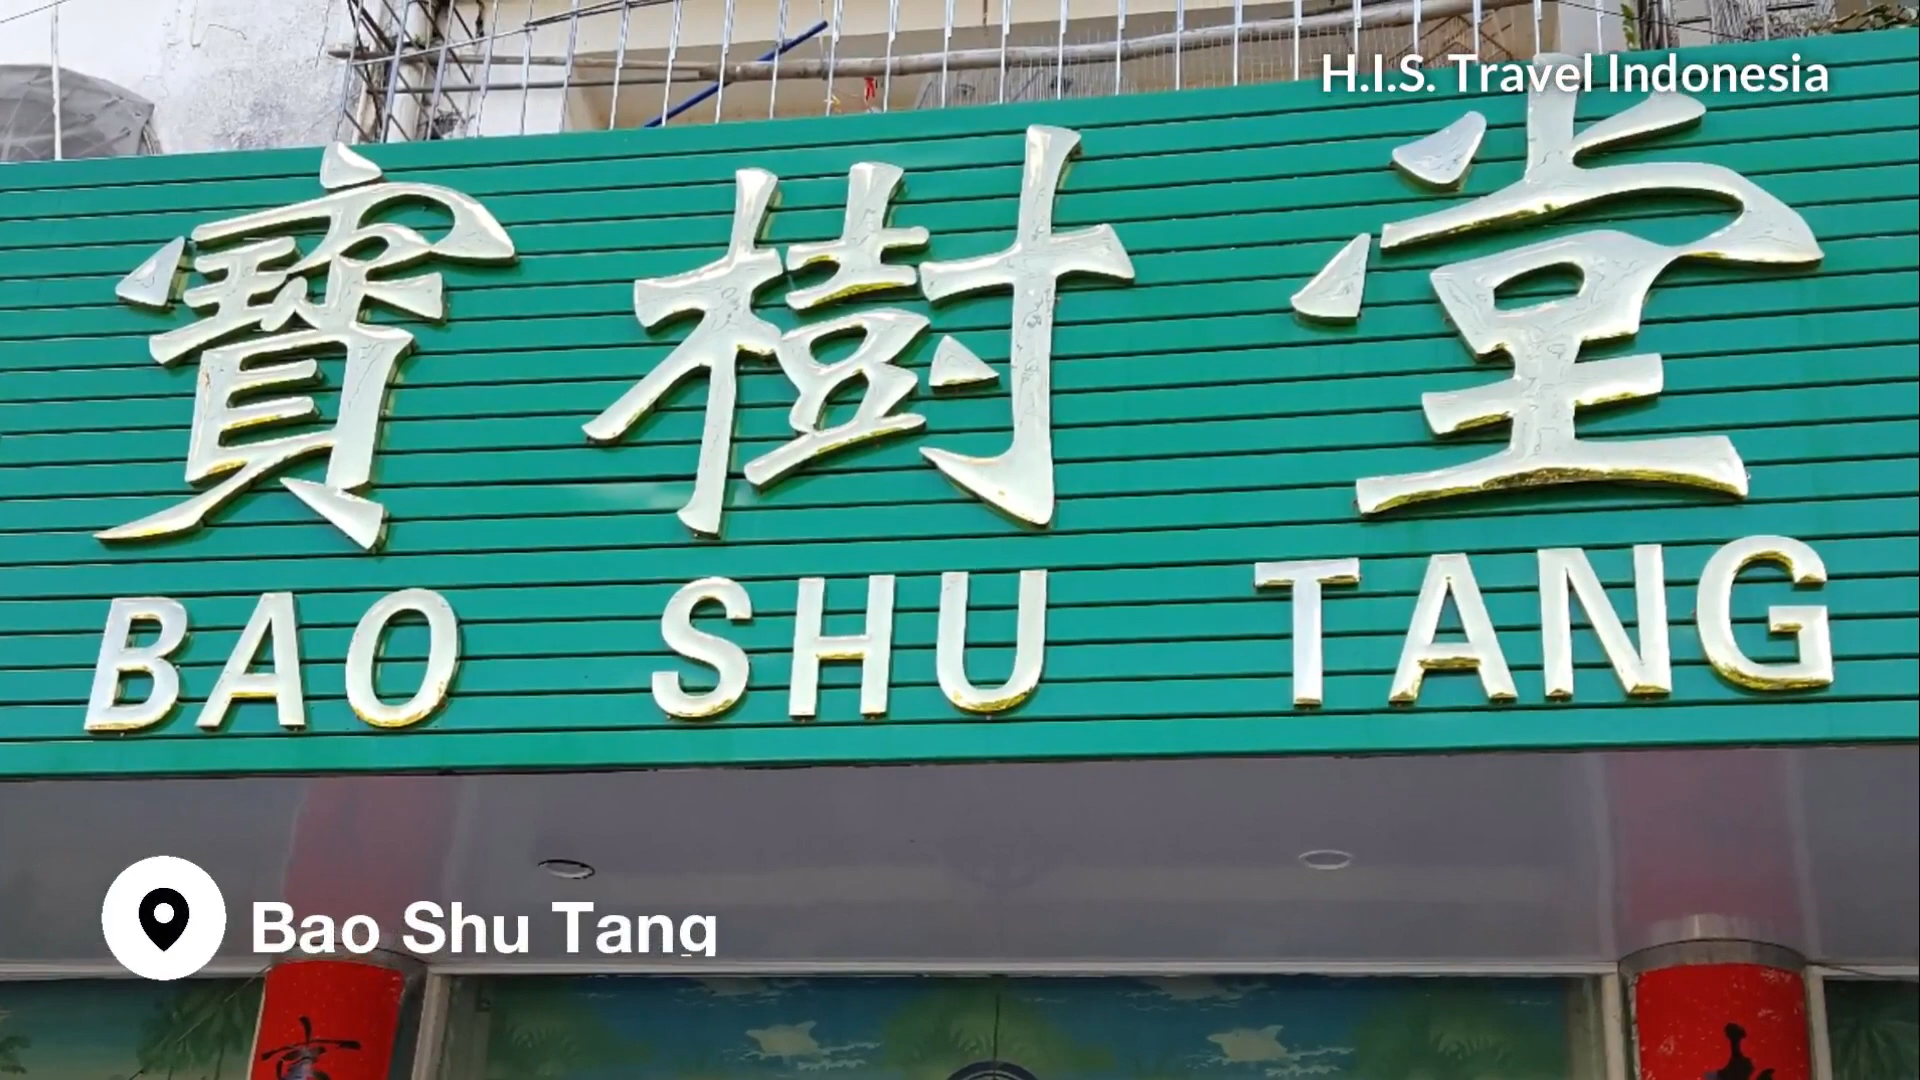 H.I.S. Travel Indonesia
寶樹堂
BAO SHU TANG
Bao Shu Tang